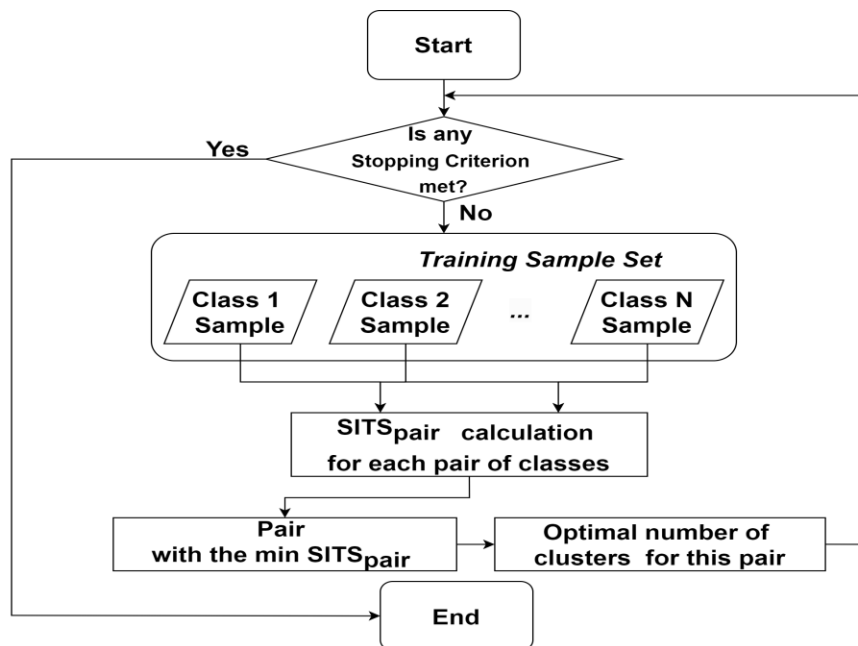 Start
Is any
Yes
Stopping Criterion
met?
No
Training Sample Set
Class 1
Sample
Class 2
Sample
...
Class N
Sample
SITSpair calculation
for each pair of classes
Pair
with the min SITSpair
Optimal number of
clusters for this pair
End